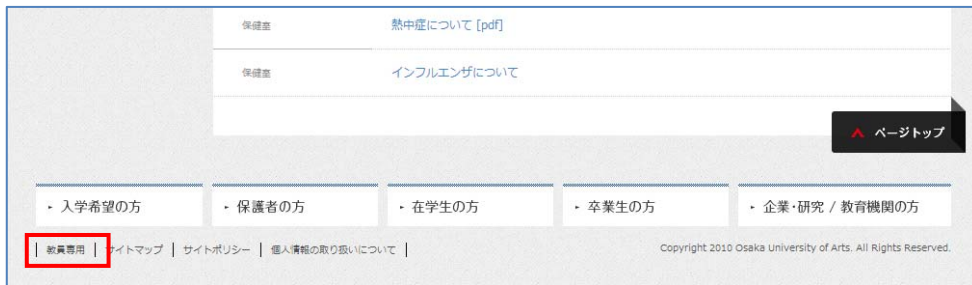 保健室 熱中症について [pdf]
保健室 インフルエンザについて
ページトップ
入学希望の方 保護者の方 在学生の方 卒業生の方 企業・研究 / 教育機関の方
教員専用 | サイトマップ | サイトポリシー | 個人情報の取り扱いについて |
Copyright 2010 Osaka University of Arts. All Rights Reserved.